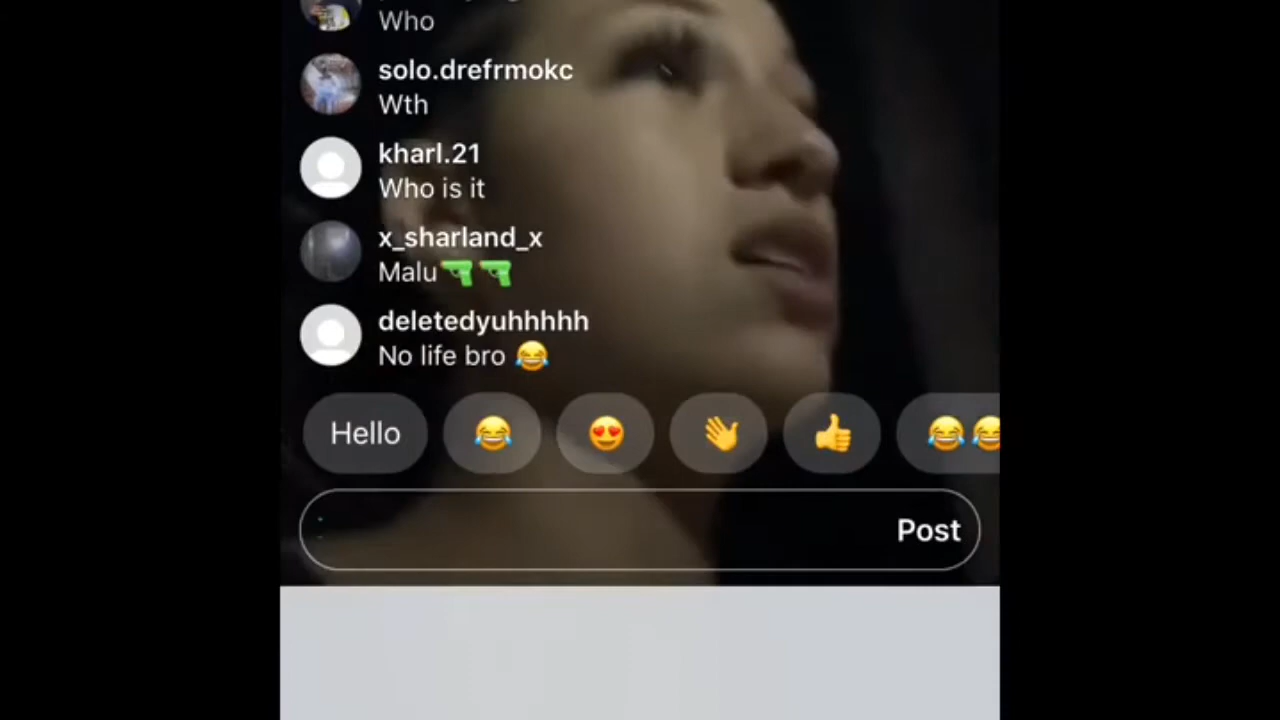 Who
solo.drefrmokc
Wth
kharl.21
Who is it
x_sharland_x
Malu🔫🔫
deletedyuhhhhh
No life bro 😂
Hello 😂 😍 👋 👍 😂😂
Post